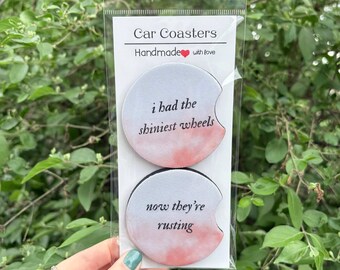 Car Coasters
Handmade with love
i had the
shiniest wheels
now they're
rusting